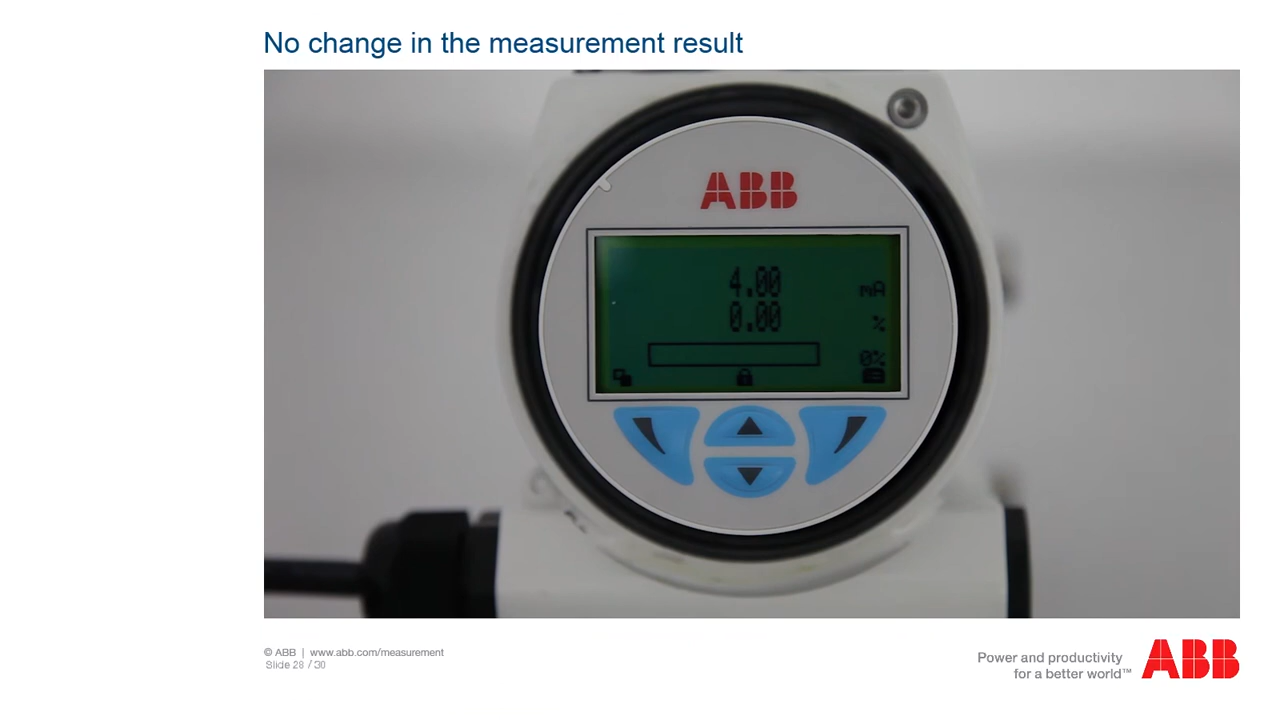 No change in the measurement result
ABB
4.00 mA
0.00 %
0%
© ABB | www.abb.com/measurement
Slide 28 / 30
Power and productivity
for a better world™
ABB